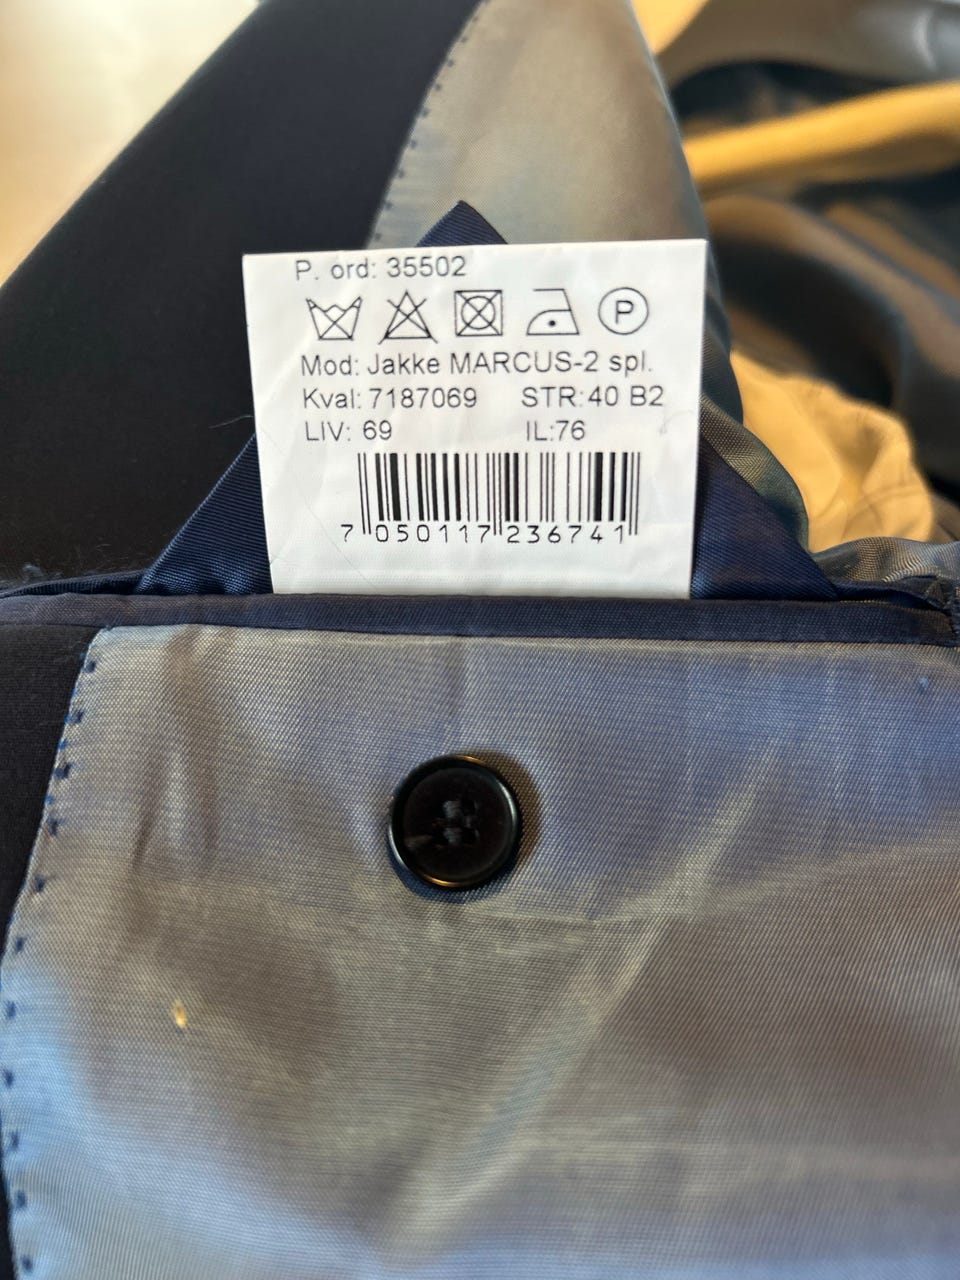 P. ord: 35502
P
Mod: Jakke MARCUS-2 spl.
Kval: 7187069 STR:40 B2
LIV: 69 IL:76
7 050117 236741